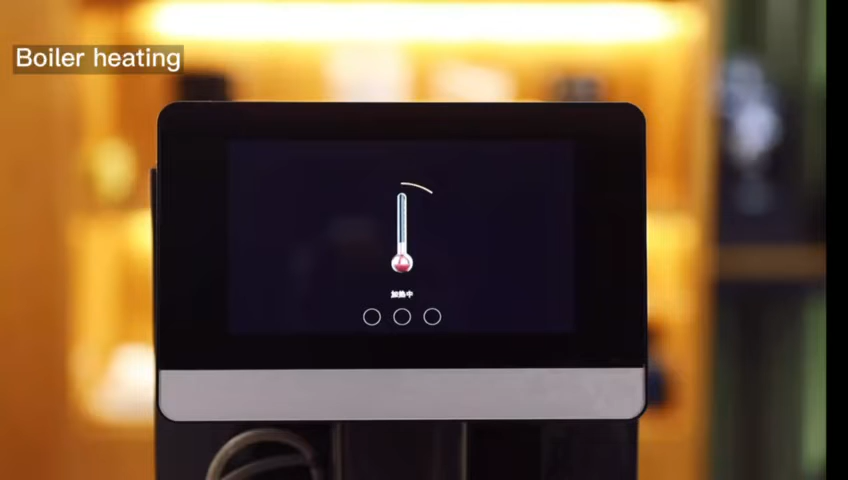 Boiler heating
加热中